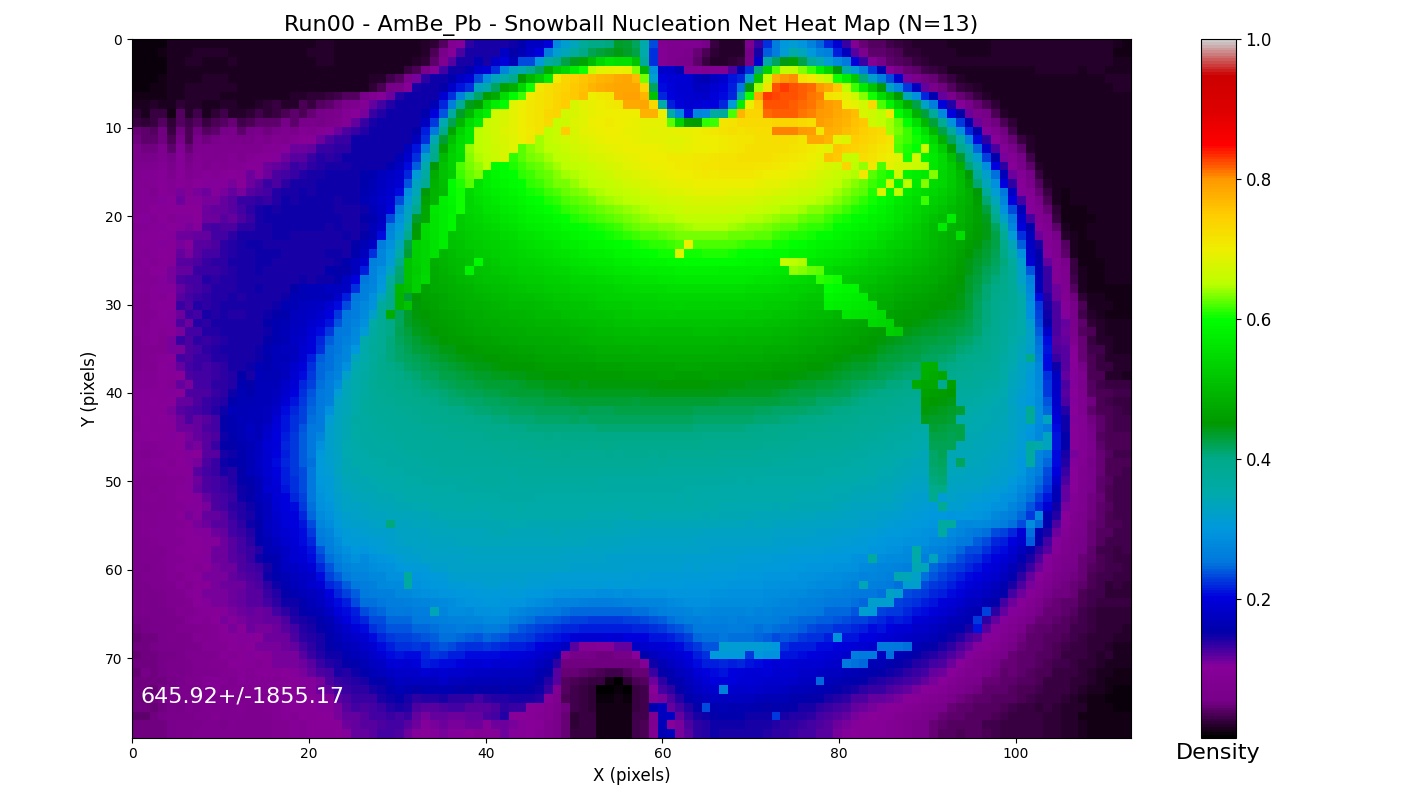 Run00 - AmBe_Pb - Snowball Nucleation Net Heat Map (N=13)
0
10
20
30
40
50
60
70
Y (pixels)
645.92+/-1855.17
0 20 40 60 80 100
X (pixels)
1.0
0.8
0.6
0.4
0.2
Density